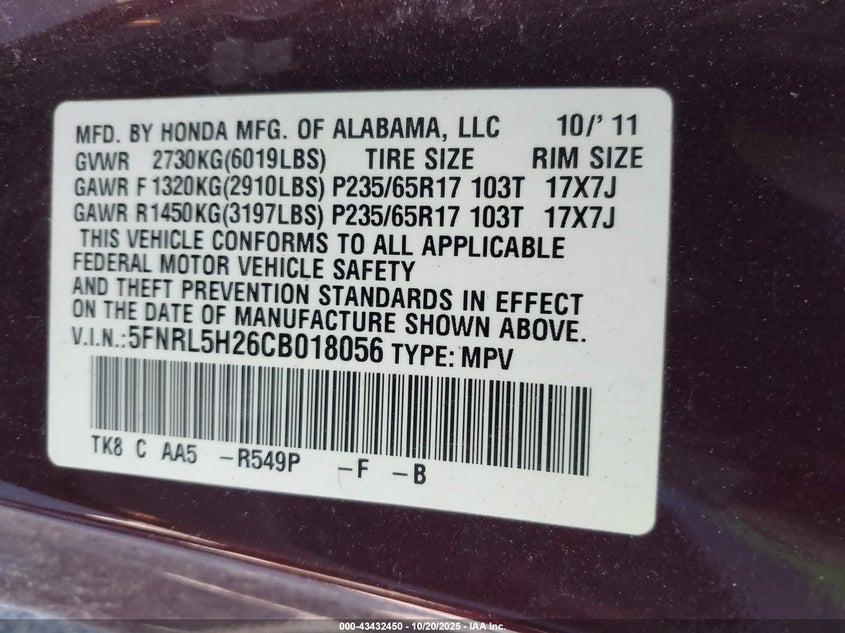 MFD. BY HONDA MFG. OF ALABAMA, LLC 10/' 11
GVWR 2730KG(6019LBS) TIRE SIZE RIM SIZE
GAWR F 1320KG(2910LBS) P235/65R17 103T 17X7J
GAWR R1450KG(3197LBS) P235/65R17 103T 17X7J
THIS VEHICLE CONFORMS TO ALL APPLICABLE
FEDERAL MOTOR VEHICLE SAFETY
AND THEFT PREVENTION STANDARDS IN EFFECT
ON THE DATE OF MANUFACTURE SHOWN ABOVE.
V.I.N.:5FNRL5H26CB018056 TYPE: MPV
TK8 C AA5 -R549P -F -B
000-43432450 - 10/20/2025 - IAA Inc.